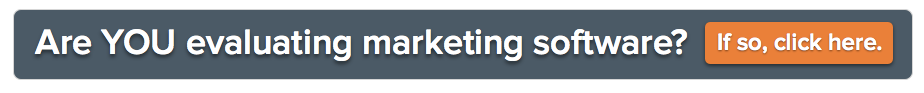 Are YOU evaluating marketing software? If so, click here.